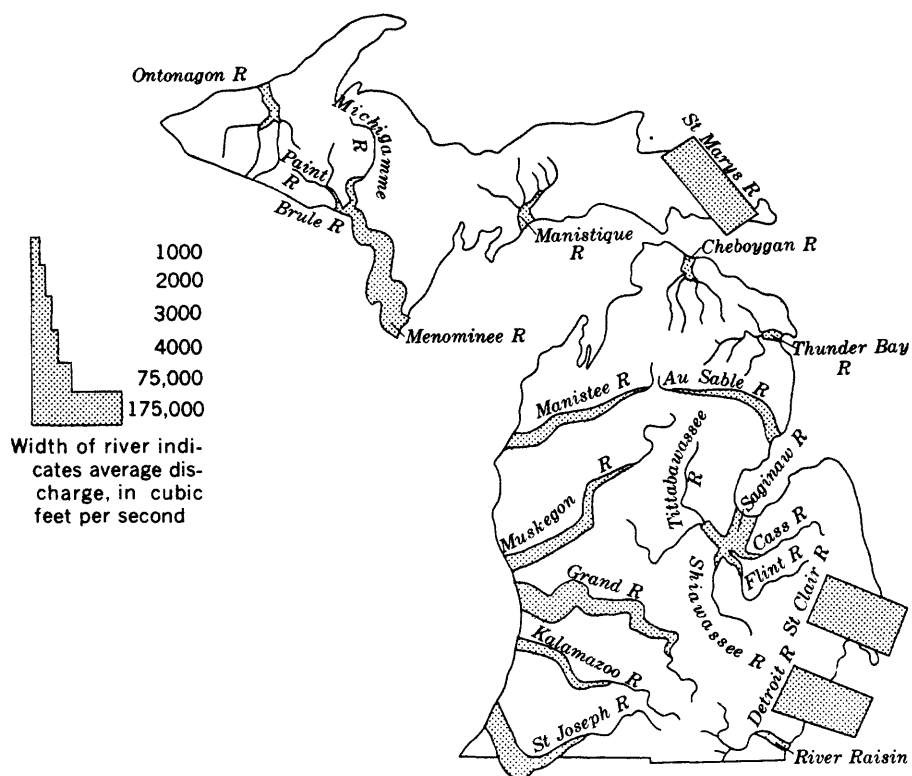 Ontonagon R
Michigamme
R
St Marys R
Paint
R
Brule R
Manistique
R
Cheboygan R
1000
2000
3000
4000
75,000
175,000
Menominee R
Thunder Bay
R
Width of river indi-
cates average dis-
charge, in cubic
feet per second
Manistee R
Au Sable R
Tittabawassee
R
Saginaw R
Muskegon R
Cass R
Flint R
Shiawassee R
Grand R
St Clair R
Kalamazoo R
Detroit R
St Joseph R
River Raisin